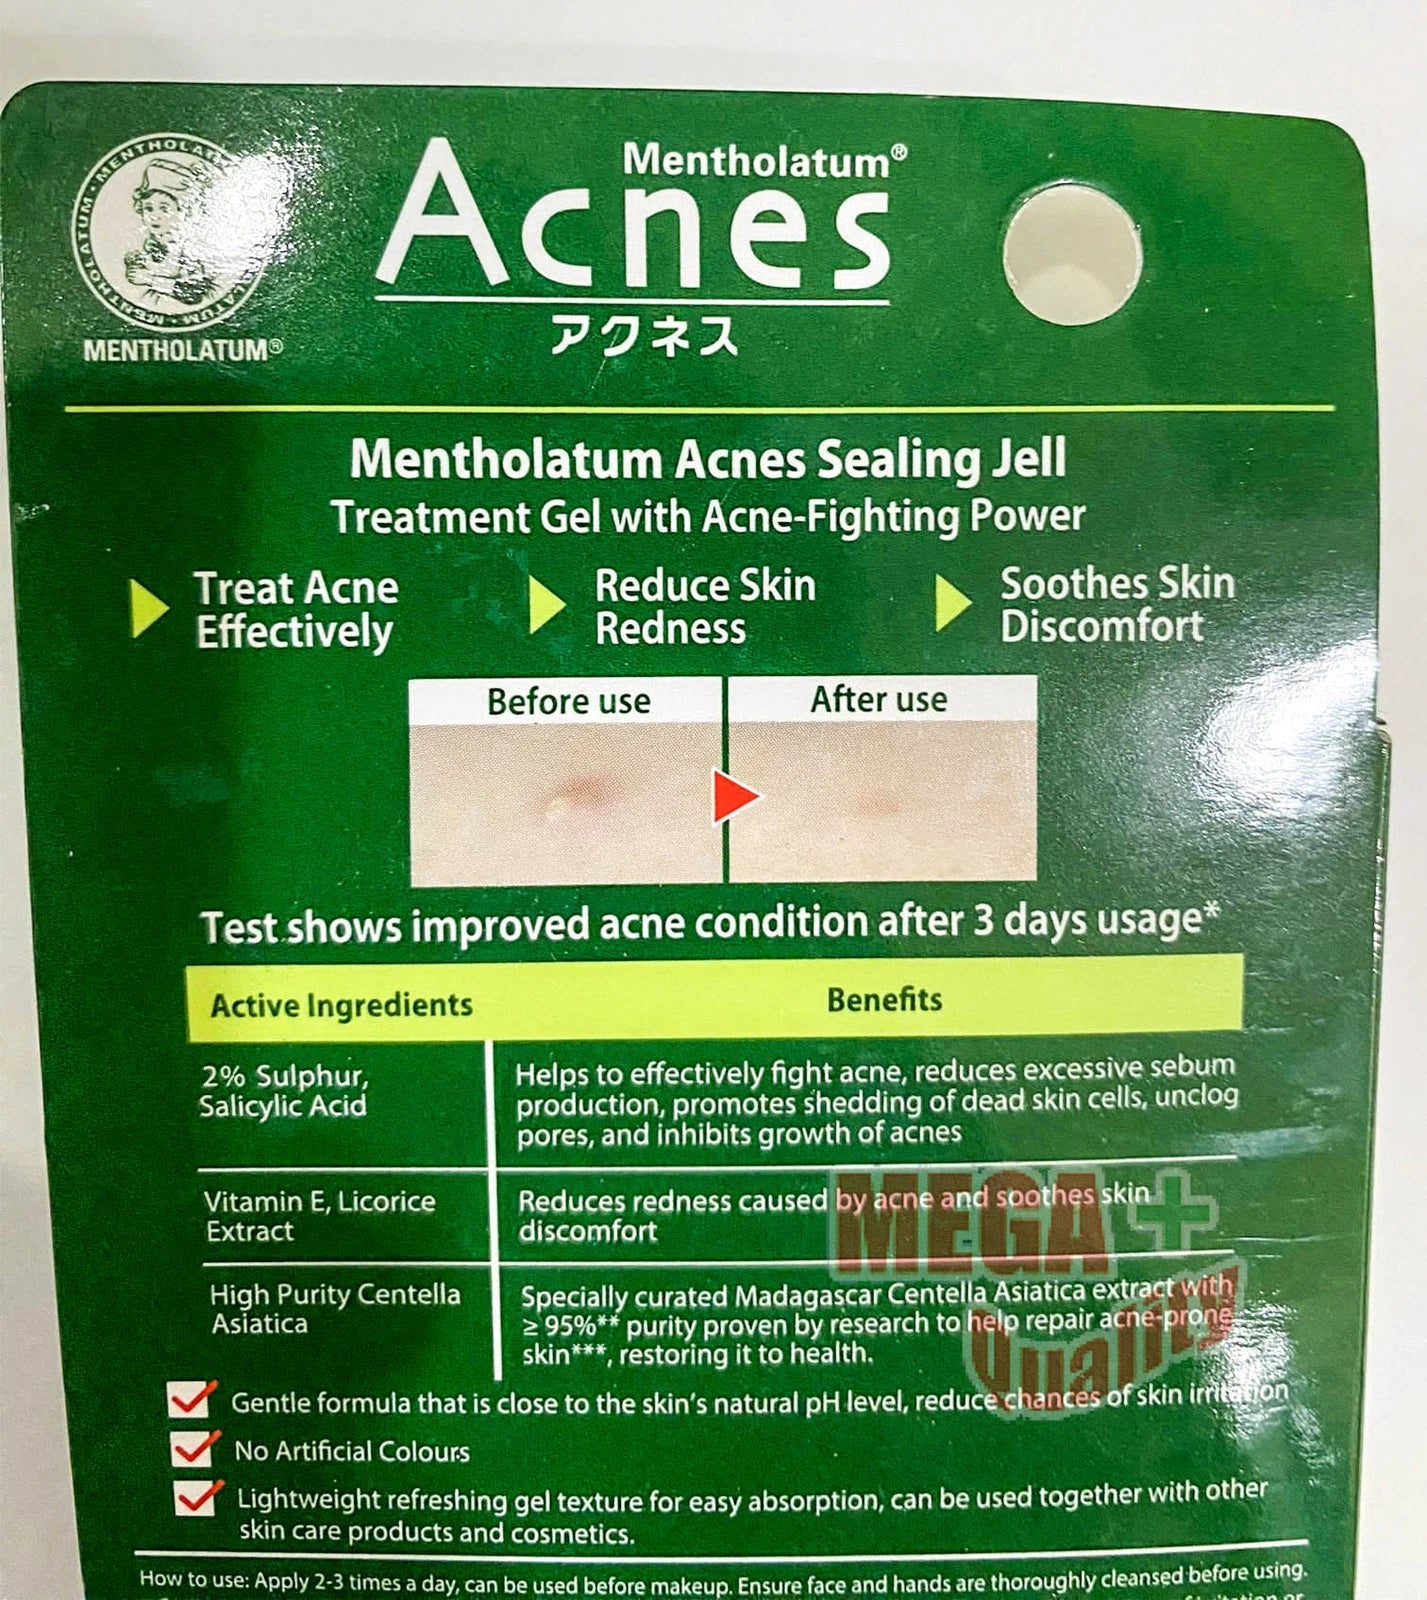 MENTHOLATUM · MENTHOLATUM · MENTHOLATUM
MENTHOLATUM®
Mentholatum®
Acnes
アクネス
Mentholatum Acnes Sealing Jell
Treatment Gel with Acne-Fighting Power
Treat Acne
Effectively
Reduce Skin
Redness
Soothes Skin
Discomfort
Before use
After use
Test shows improved acne condition after 3 days usage*
Active Ingredients
Benefits
2% Sulphur,
Salicylic Acid
Helps to effectively fight acne, reduces excessive sebum
production, promotes shedding of dead skin cells, unclog
pores, and inhibits growth of acnes
Vitamin E, Licorice
Extract
Reduces redness caused by acne and soothes skin
discomfort
High Purity Centella
Asiatica
Specially curated Madagascar Centella Asiatica extract with
≥ 95%** purity proven by research to help repair acne-prone
skin***, restoring it to health.
MEGA+
Quality
Gentle formula that is close to the skin's natural pH level, reduce chances of skin irritation
No Artificial Colours
Lightweight refreshing gel texture for easy absorption, can be used together with other
skin care products and cosmetics.
How to use: Apply 2-3 times a day, can be used before makeup. Ensure face and hands are thoroughly cleansed before using.